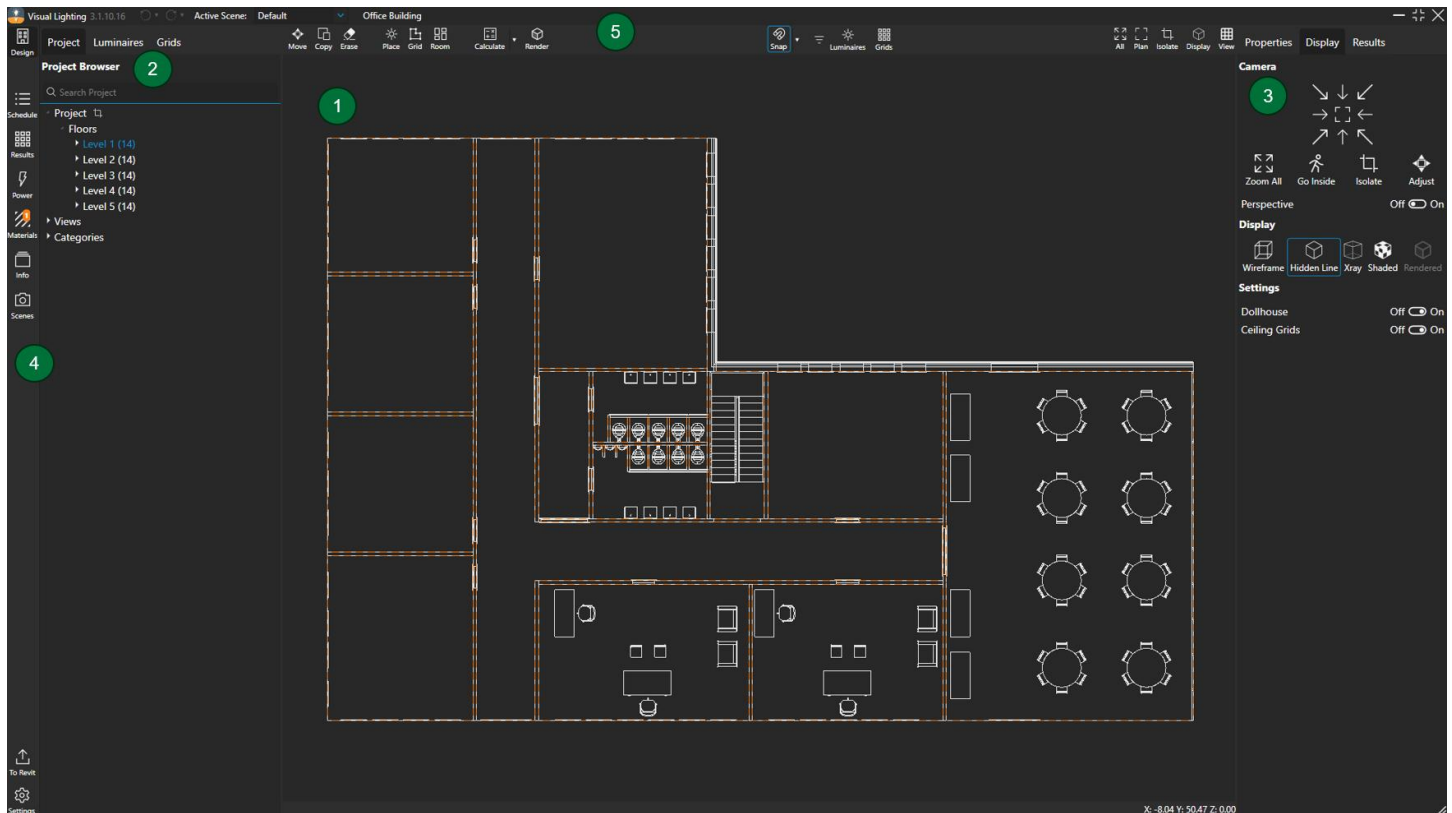 Visual Lighting 3.1.10.16 Active Scene: Default Office Building
Design
Project Luminaires Grids
Move Copy Erase Place Grid Room Calculate Render
5
Snap Luminaires Grids
All Plan Isolate Display View
Properties Display Results
Project Browser
2
Search Project
Project
Floors
Level 1 (14)
Level 2 (14)
Level 3 (14)
Level 4 (14)
Level 5 (14)
Views
Categories
Schedule
Results
Power
1
Materials
Info
Scenes
4
To Revit
Settings
1
Camera
3
Zoom All Go Inside Isolate Adjust
Perspective Off On
Display
Wireframe Hidden Line Xray Shaded Rendered
Settings
Dollhouse Off On
Ceiling Grids Off On
X: -8.04 Y: 50.47 Z: 0.00